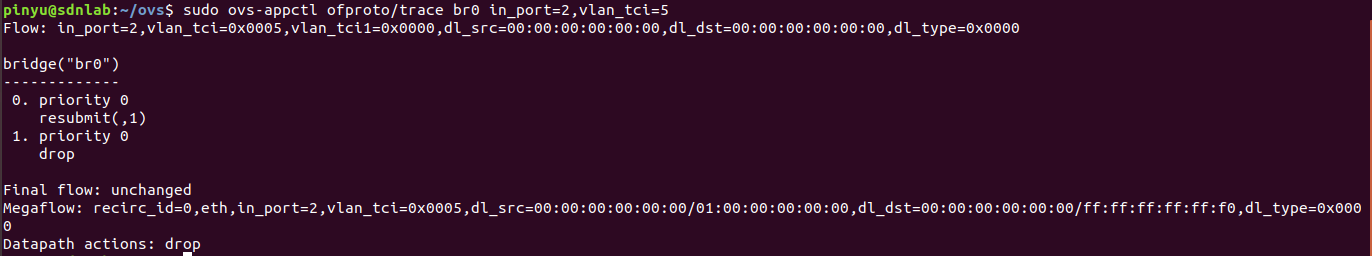 pinyu@sdnlab:~/ovs$ sudo ovs-appctl ofproto/trace br0 in_port=2,vlan_tci=5
Flow: in_port=2,vlan_tci=0x0005,vlan_tci1=0x0000,dl_src=00:00:00:00:00:00,dl_dst=00:00:00:00:00:00,dl_type=0x0000
bridge("br0")
-------------
0. priority 0
resubmit(,1)
1. priority 0
drop
Final flow: unchanged
Megaflow: recirc_id=0,eth,in_port=2,vlan_tci=0x0005,dl_src=00:00:00:00:00:00/01:00:00:00:00:00,dl_dst=00:00:00:00:00:00/ff:ff:ff:ff:ff:f0,dl_type=0x000
0
Datapath actions: drop